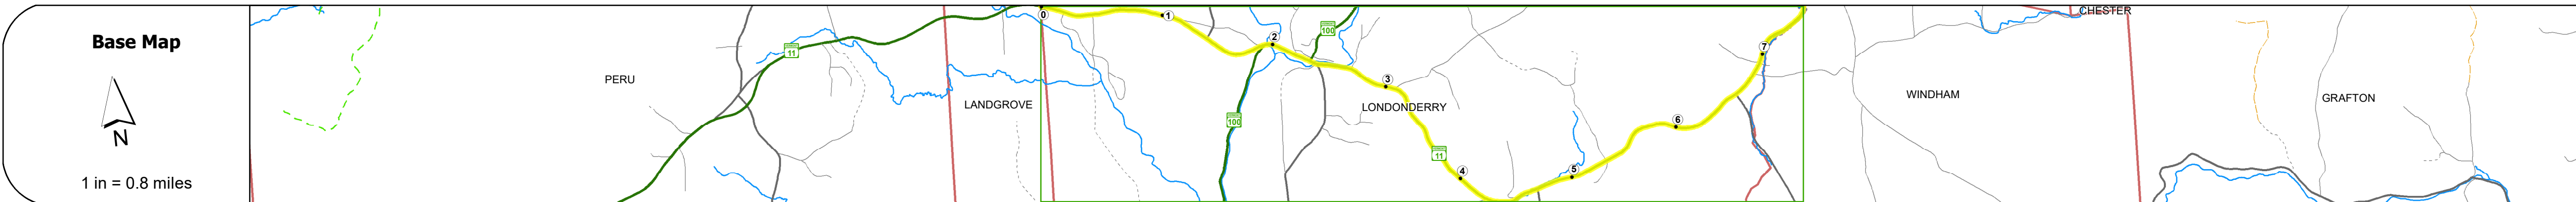 Base Map
N
1 in = 0.8 miles
PERU
11
LANDGROVE
0
1
2
100
100
3
LONDONDERRY
11
4
5
6
7
WINDHAM
CHESTER
GRAFTON